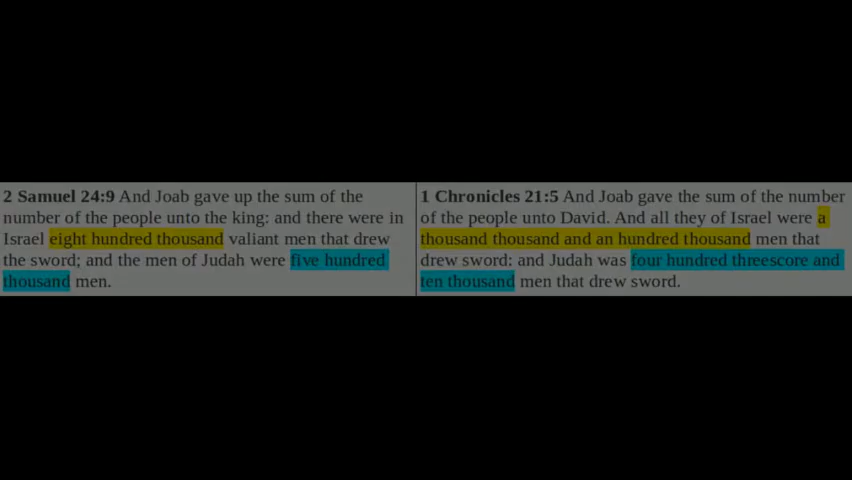 2 Samuel 24:9 And Joab gave up the sum of the
number of the people unto the king: and there were in
Israel eight hundred thousand valiant men that drew
the sword; and the men of Judah were five hundred
thousand men.
1 Chronicles 21:5 And Joab gave the sum of the number
of the people unto David. And all they of Israel were a
thousand thousand and an hundred thousand men that
drew sword: and Judah was four hundred threescore and
ten thousand men that drew sword.